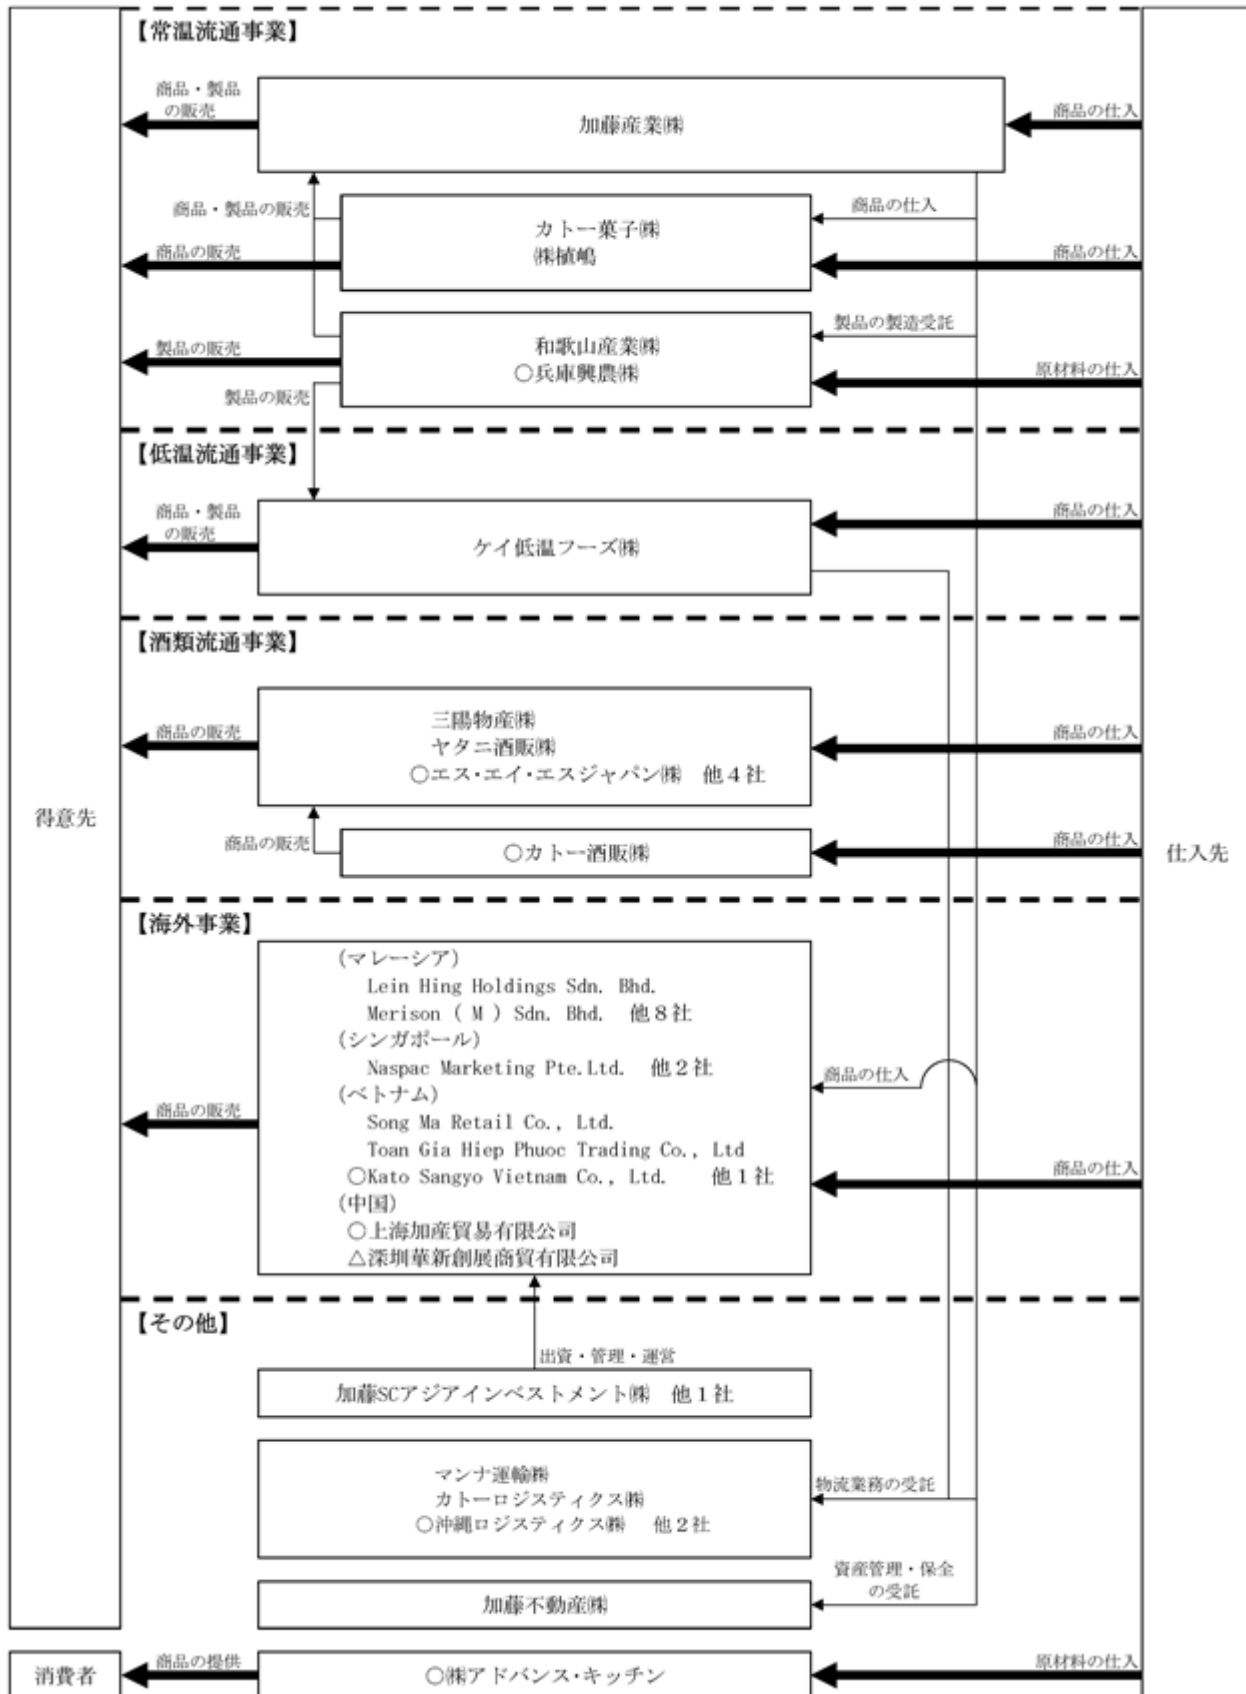 【常温流通事業】
商品・製品
の販売
加藤産業㈱
商品の仕入
商品・製品の販売
商品の仕入
カトー菓子㈱
㈱植嶋
商品の販売
商品の仕入
製品の製造受託
和歌山産業㈱
○兵庫興農㈱
製品の販売
原材料の仕入
製品の販売
【低温流通事業】
商品・製品
の販売
ケイ低温フーズ㈱
商品の仕入
【酒類流通事業】
三陽物産㈱
ヤタニ酒販㈱
○エス・エイ・エスジャパン㈱　他４社
商品の販売
商品の仕入
得意先
商品の販売
○カトー酒販㈱
商品の仕入
仕入先
【海外事業】
(マレーシア)
Lein Hing Holdings Sdn. Bhd.
Merison ( M ) Sdn. Bhd.　他８社
(シンガポール)
Naspac Marketing Pte.Ltd.　他２社
(ベトナム)
Song Ma Retail Co., Ltd.
Toan Gia Hiep Phuoc Trading Co., Ltd
○Kato Sangyo Vietnam Co., Ltd.　他１社
(中国)
○上海加産貿易有限公司
△深圳華新創展商貿有限公司
商品の仕入
商品の販売
商品の仕入
【その他】
出資・管理・運営
加藤SCアジアインベストメント㈱　他１社
マンナ運輸㈱
カトーロジスティクス㈱
○沖縄ロジスティクス㈱　他２社
物流業務の受託
資産管理・保全
の受託
加藤不動産㈱
消費者
商品の提供
○㈱アドバンス・キッチン
原材料の仕入